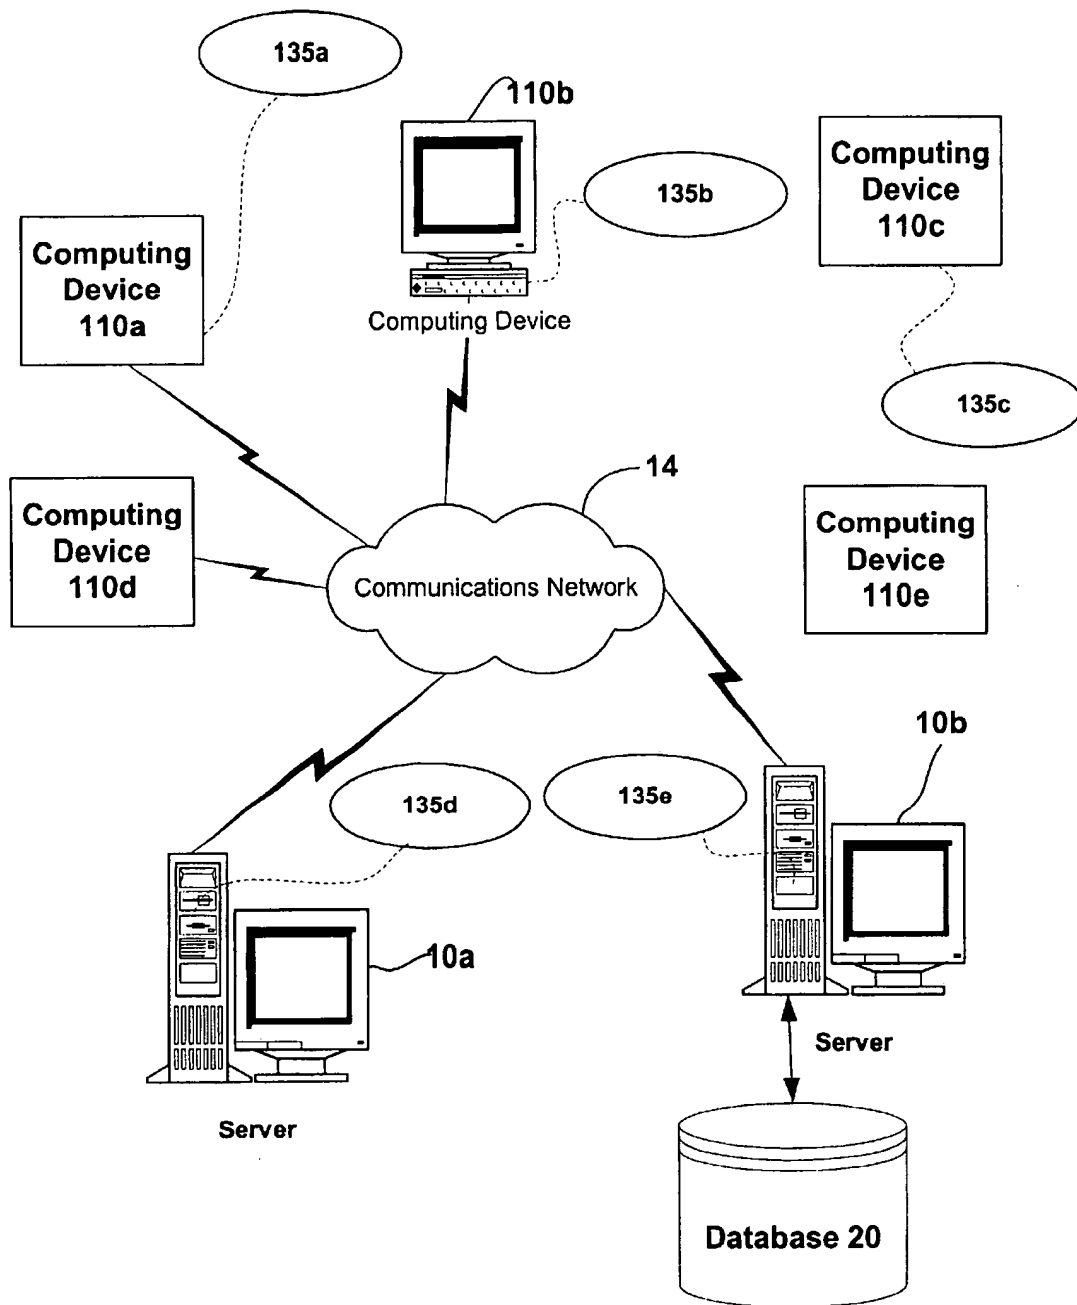 135a
110b
Computing
Device
110c
135b
Computing
Device
110a
Computing Device
135c
14
Computing
Device
110d
Computing
Device
110e
Communications Network
10b
135d
135e
10a
Server
Server
Database 20